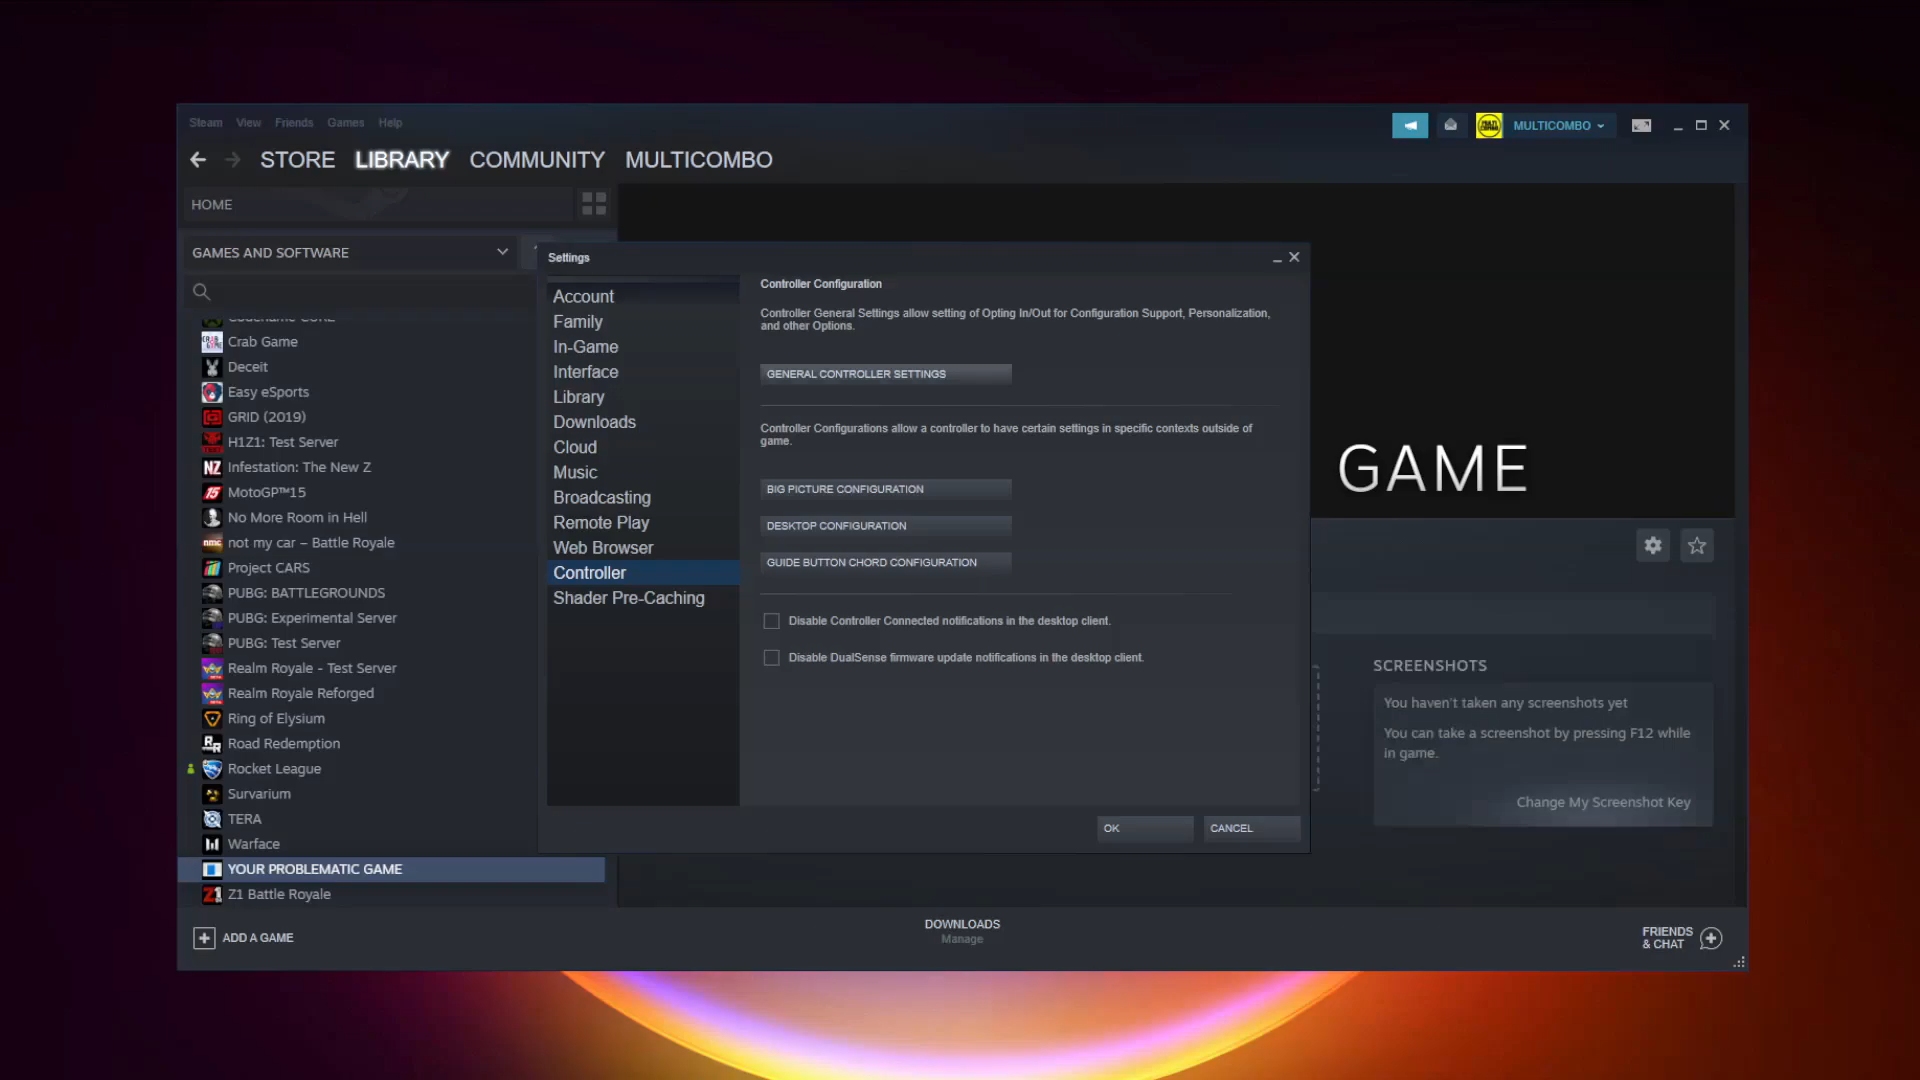 Steam View Friends Games Help
MULTICOMBO
STORE LIBRARY COMMUNITY MULTICOMBO
HOME
GAMES AND SOFTWARE
Codename CURE
Crab Game
Deceit
Easy eSports
GRID (2019)
H1Z1: Test Server
Infestation: The New Z
MotoGP™15
No More Room in Hell
not my car – Battle Royale
Project CARS
PUBG: BATTLEGROUNDS
PUBG: Experimental Server
PUBG: Test Server
Realm Royale - Test Server
Realm Royale Reforged
Ring of Elysium
Road Redemption
Rocket League
Survarium
TERA
Warface
YOUR PROBLEMATIC GAME
Z1 Battle Royale
Settings
Account
Family
In-Game
Interface
Library
Downloads
Cloud
Music
Broadcasting
Remote Play
Web Browser
Controller
Shader Pre-Caching
Controller Configuration
Controller General Settings allow setting of Opting In/Out for Configuration Support, Personalization,
and other Options.
GENERAL CONTROLLER SETTINGS
Controller Configurations allow a controller to have certain settings in specific contexts outside of
game.
BIG PICTURE CONFIGURATION
DESKTOP CONFIGURATION
GUIDE BUTTON CHORD CONFIGURATION
Disable Controller Connected notifications in the desktop client.
Disable DualSense firmware update notifications in the desktop client.
OK CANCEL
GAME
SCREENSHOTS
You haven't taken any screenshots yet
You can take a screenshot by pressing F12 while
in game.
Change My Screenshot Key
ADD A GAME
DOWNLOADS
Manage
FRIENDS
& CHAT